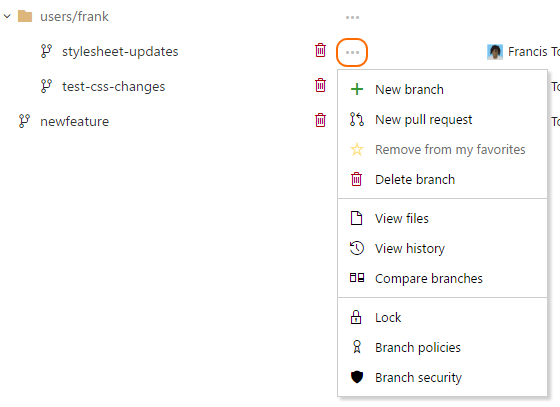 users/frank
stylesheet-updates Francis To
test-css-changes To
newfeature To
New branch
New pull request
Remove from my favorites
Delete branch
View files
View history
Compare branches
Lock
Branch policies
Branch security